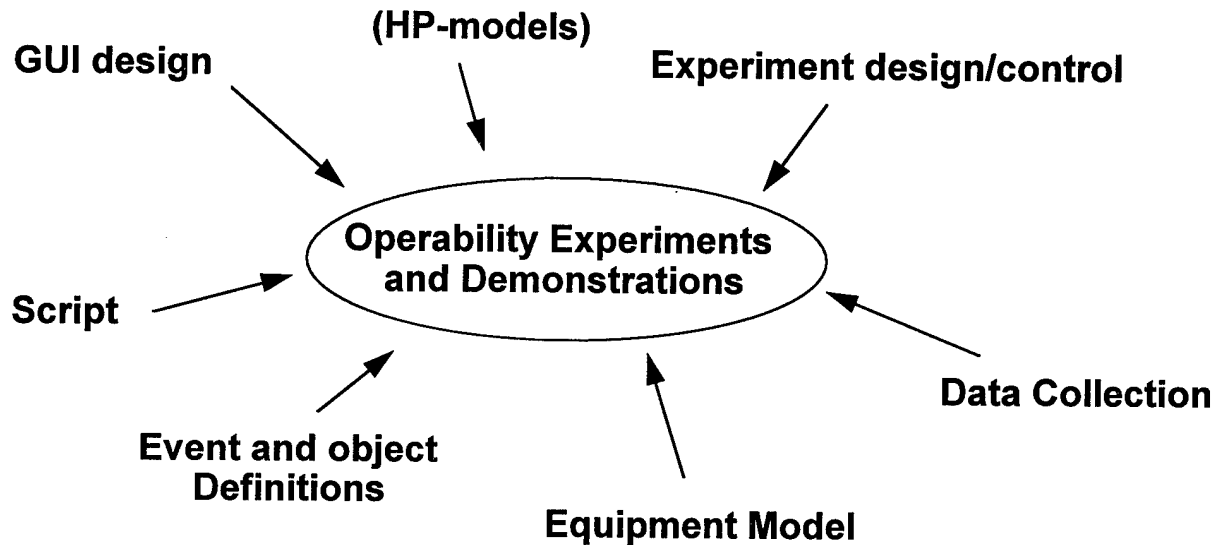 (HP-models)
GUI design
Experiment design/control
Operability Experiments
and Demonstrations
Script
Data Collection
Event and object
Definitions
Equipment Model